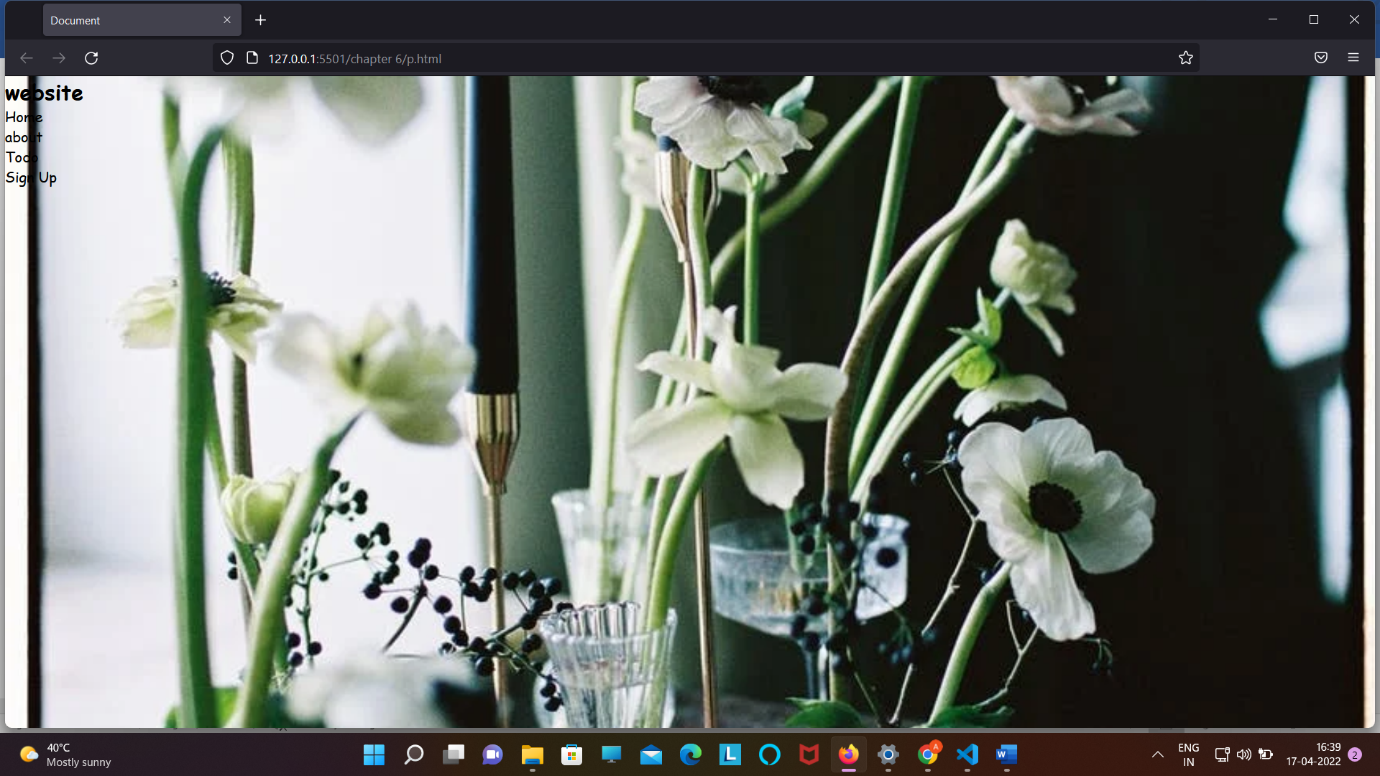 Document
127.0.0.1:5501/chapter 6/p.html
website
Home
about
Todo
Sign Up
40°C
Mostly sunny
L
A
W
ENG
IN
16:39
17-04-2022
2